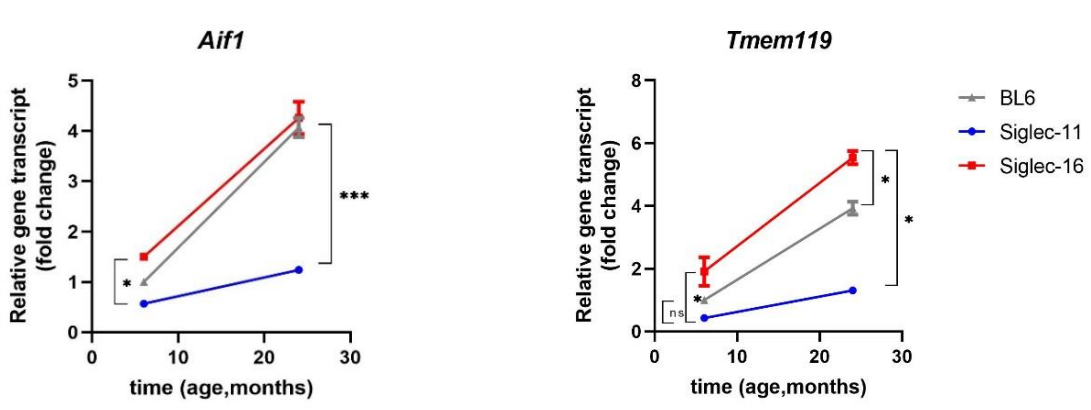 Aif1
Relative gene transcript
(fold change)
5
4
3
2
1
0
0 10 20 30
time (age,months)
*
***
Tmem119
Relative gene transcript
(fold change)
8
6
4
2
0
0 10 20 30
time (age,months)
ns
*
*
*
BL6
Siglec-11
Siglec-16